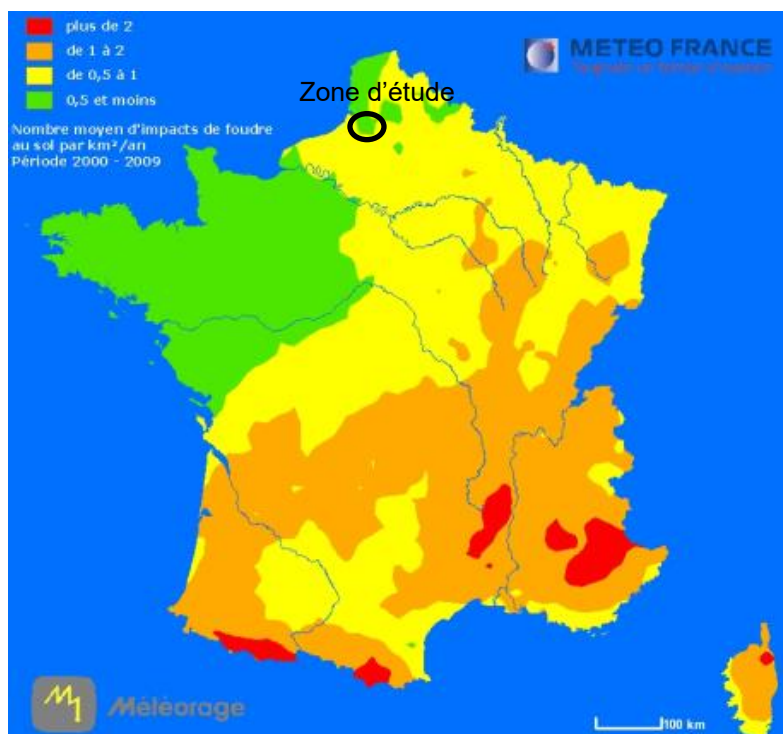 plus de 2
de 1 à 2
de 0,5 à 1
0,5 et moins
Nombre moyen d'impacts de foudre
au sol par km²/an
Période 2000 - 2009
METEO FRANCE
Zone d'étude
Météorage
100 km